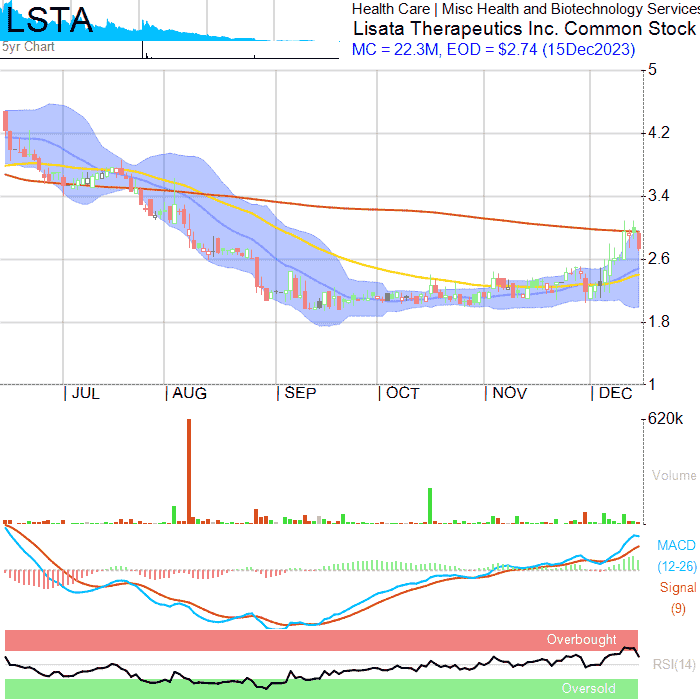 LSTA
5yr Chart
Health Care | Misc Health and Biotechnology Services
Lisata Therapeutics Inc. Common Stock
MC = 22.3M, EOD = $2.74 (15Dec2023)
5
4.2
3.4
2.6
1.8
1
JUL AUG SEP OCT NOV DEC
620k
Volume
MACD
(12-26)
Signal
(9)
Overbought
RSI(14)
Oversold